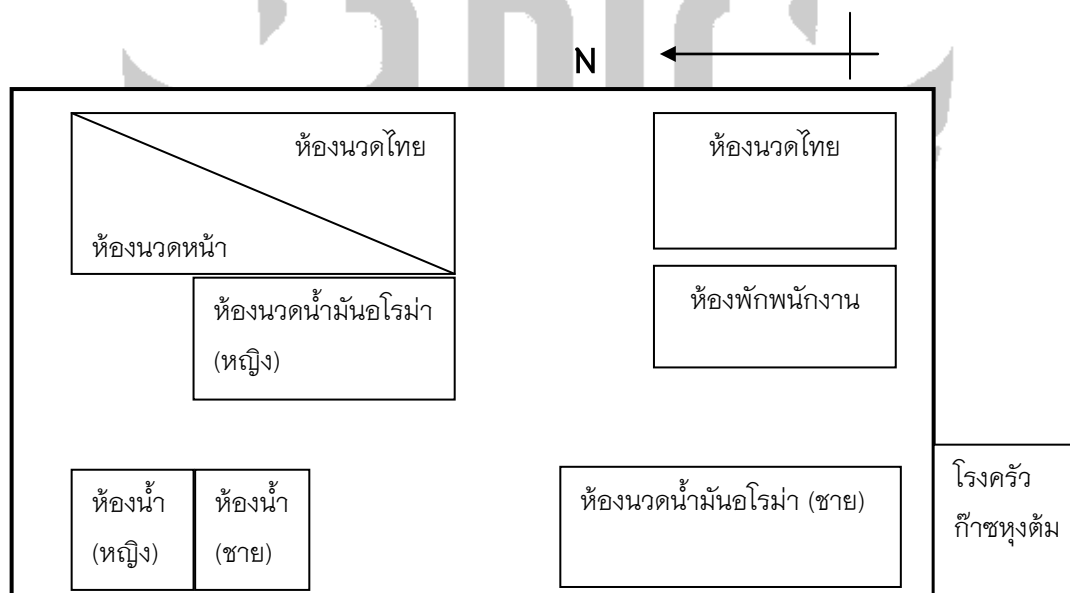 N
ห้องนวดไทย
ห้องนวดหน้า
ห้องนวดไทย
ห้องนวดน้ำมันอโรม่า
(หญิง)
ห้องพักพนักงาน
ห้องน้ำ
(หญิง)
ห้องน้ำ
(ชาย)
ห้องนวดน้ำมันอโรม่า (ชาย)
โรงครัว
ก๊าซหุงต้ม